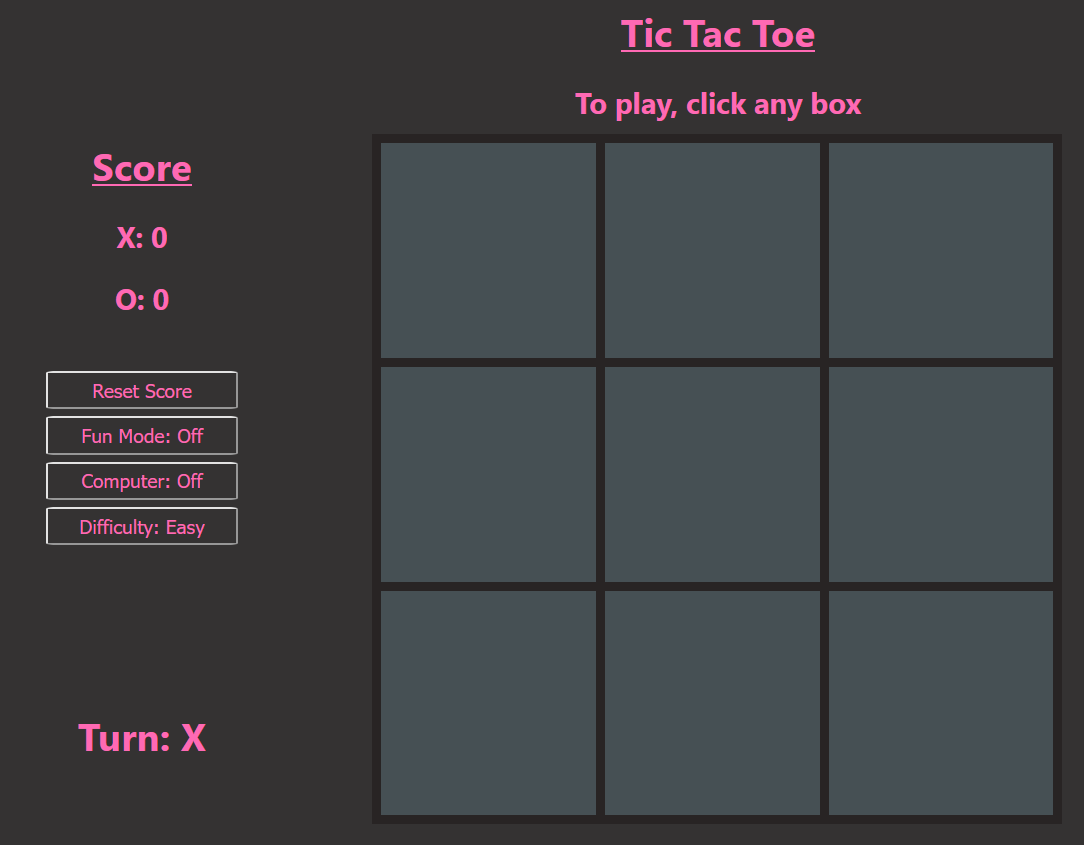 Tic Tac Toe
To play, click any box
Score
X: 0
O: 0
Reset Score
Fun Mode: Off
Computer: Off
Difficulty: Easy
Turn: X